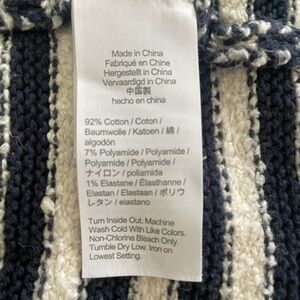 Made in China
Fabriqué en Chine
Hergestellt in China
Vervaardigd in China
中国製
hecho en china
92% Cotton / Coton /
Baumwolle / Katoen / 綿 /
algodón
7% Polyamide / Polyamide /
Polyamide / Polyamide /
ナイロン / poliamida
1% Elastane / Élasthanne /
Elastan / Elastaan / ポリウ
レタン / elastano
Turn Inside Out, Machine
Wash Cold With Like Colors.
Non-Chlorine Bleach Only.
Tumble Dry Low. Iron on
Lowest Setting.